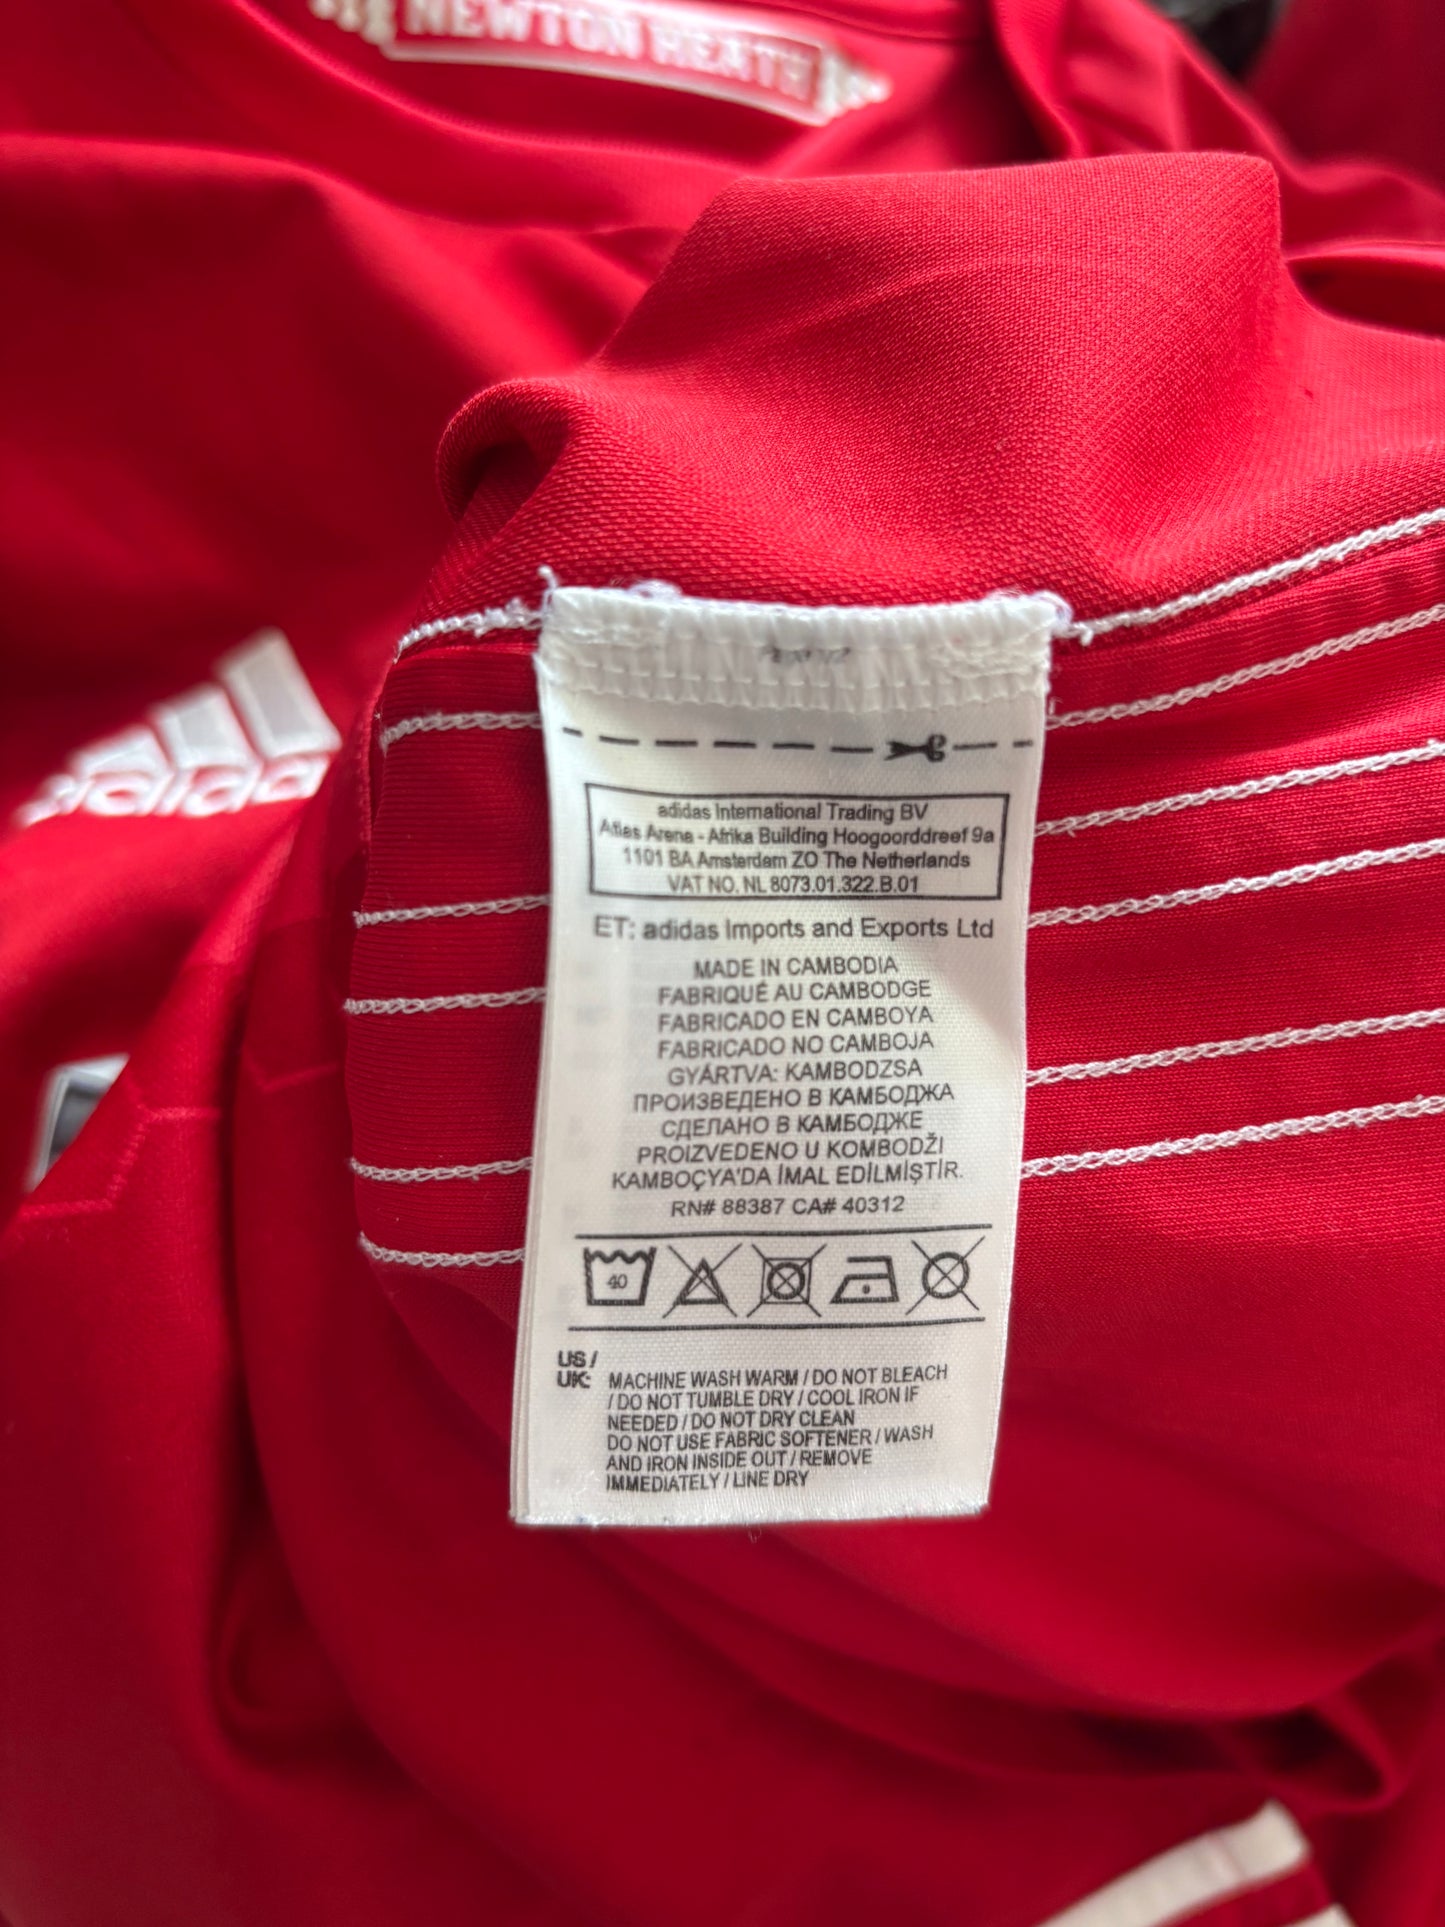 NEWTON HEATH
adidas
adidas International Trading BV
Atlas Arena - Afrika Building Hoogoorddreef 9a
1101 BA Amsterdam ZO The Netherlands
VAT NO. NL 8073.01.322.B.01
ET: adidas Imports and Exports Ltd
MADE IN CAMBODIA
FABRIQUÉ AU CAMBODGE
FABRICADO EN CAMBOYA
FABRICADO NO CAMBOJA
GYÁRTVA: KAMBODZSA
ПРОИЗВЕДЕНО В КАМБОДЖА
СДЕЛАНО В КАМБОДЖЕ
PROIZVEDENO U KOMBODŽI
KAMBOÇYA'DA İMAL EDİLMİŞTİR.
RN# 88387 CA# 40312
40
US /
UK: MACHINE WASH WARM / DO NOT BLEACH
/ DO NOT TUMBLE DRY / COOL IRON IF
NEEDED / DO NOT DRY CLEAN
DO NOT USE FABRIC SOFTENER / WASH
AND IRON INSIDE OUT / REMOVE
IMMEDIATELY / LINE DRY